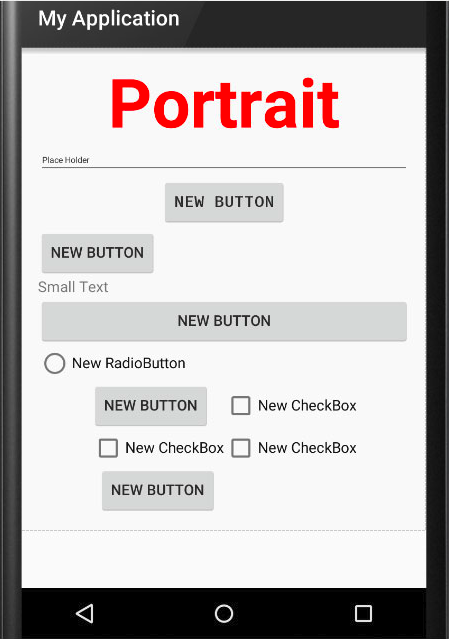 My Application
Portrait
Place Holder
NEW BUTTON
NEW BUTTON
Small Text
NEW BUTTON
New RadioButton
NEW BUTTON New CheckBox
New CheckBox New CheckBox
NEW BUTTON